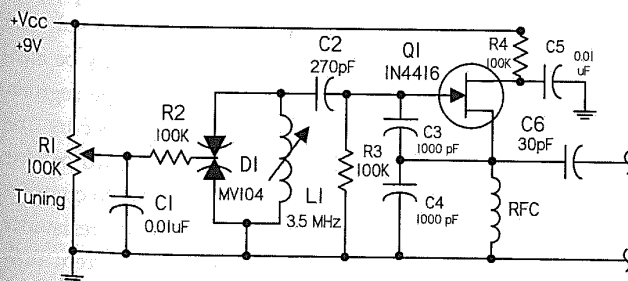 +Vcc
+9V
R1
100K
Tuning
C1
0.01uF
R2
100K
D1
MV104
L1
3.5 MHz
C2
270pF
R3
100K
Q1
1N4416
C3
1000 pF
C4
1000 pF
R4
100K
C5
0.01
uF
C6
30pF
RFC